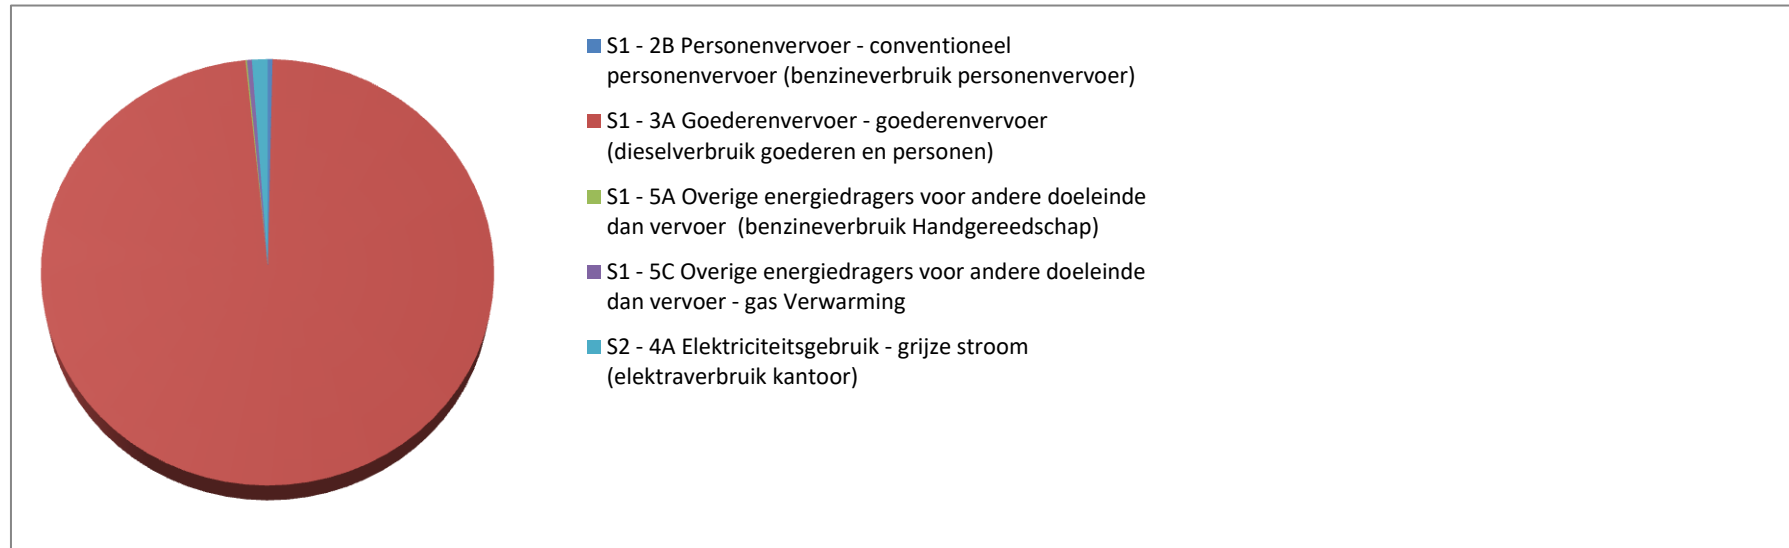 S1 - 2B Personenvervoer - conventioneel
personenvervoer (benzineverbruik personenvervoer)
S1 - 3A Goederenvervoer - goederenvervoer
(dieselverbruik goederen en personen)
S1 - 5A Overige energiedragers voor andere doeleinde
dan vervoer  (benzineverbruik Handgereedschap)
S1 - 5C Overige energiedragers voor andere doeleinde
dan vervoer - gas Verwarming
S2 - 4A Elektriciteitsgebruik - grijze stroom
(elektraverbruik kantoor)